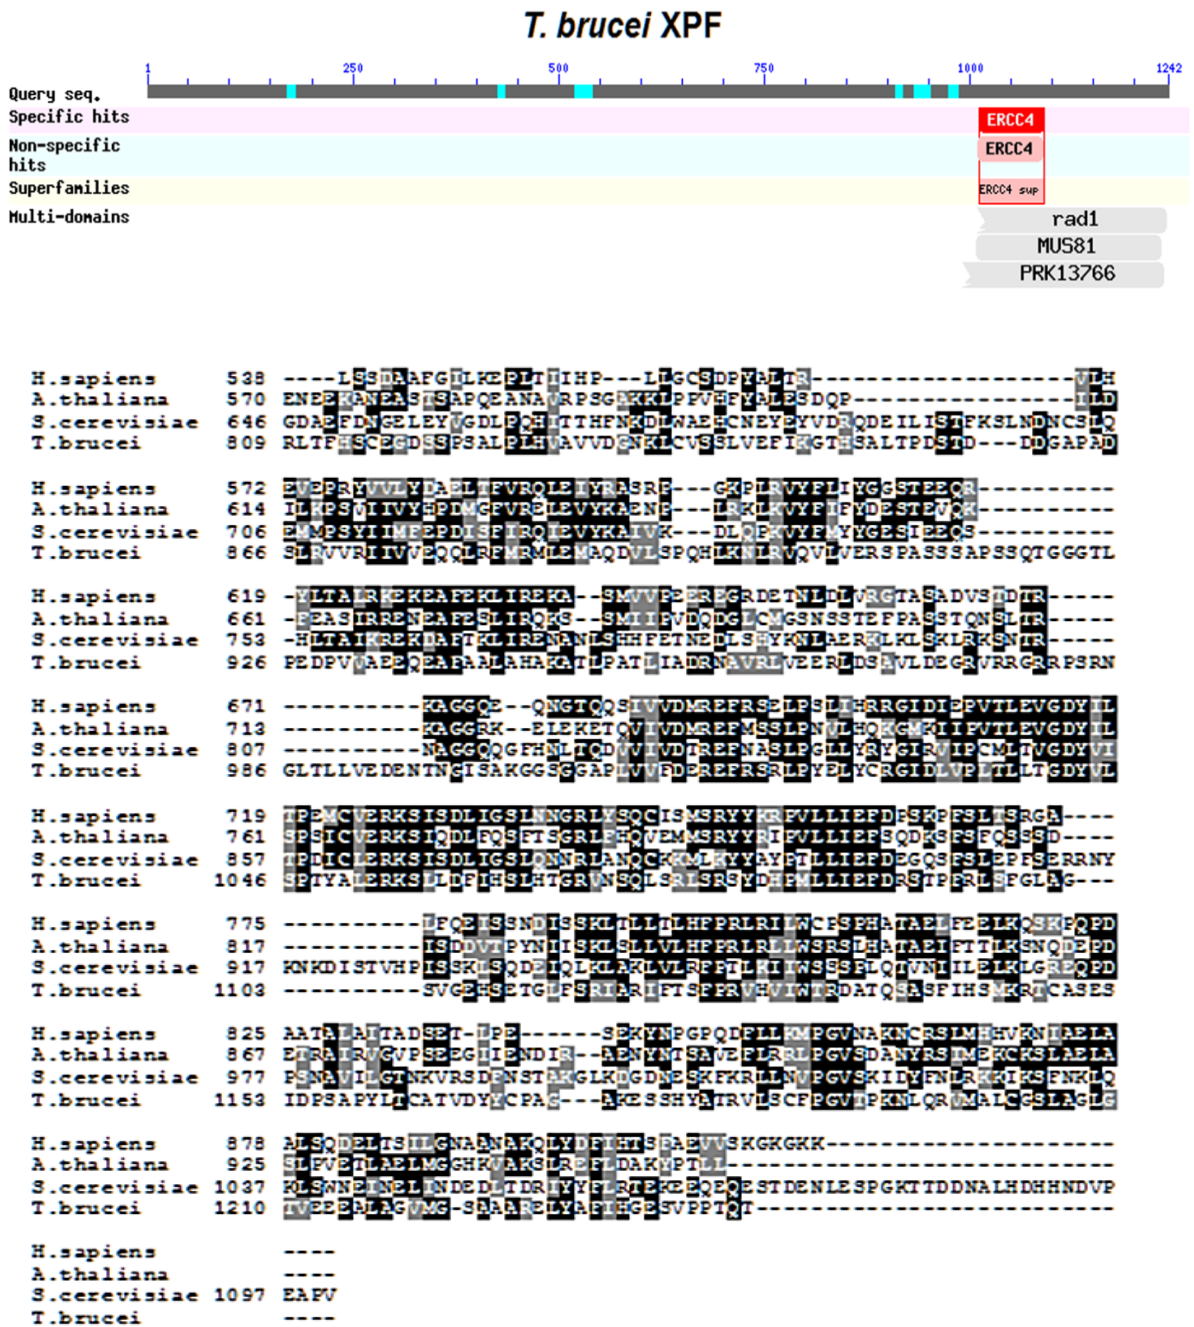 T. brucei XPF
1 250 500 750 1000 1242
Query seq.
Specific hits ERCC4
Non-specific hits ERCC4
Superfamilies ERCC4 sup
Multi-domains rad1
MUS81
PRK13766
H.sapiens 538 ----LSSDAAFGILKEPLTIIHP---LLGCSDPYALTR--------------------VLH
A.thaliana 570 ENEEKANEASTSAPQEANAVRPSGAKKLPPVHFYALESDQP-----------------ILD
S.cerevisiae 646 GDAEFDNGELEYVGDLPQHITTHFNKDLWAEHCNEYEYVDRQDEILISTFKSLNDNCSLQ
T.brucei 809 RLTFHSCEGDSSPSALPLHVAVVDGNKLCVSSLVEFIKGTHSALTPDSTD---DDGAPAD
H.sapiens 572 EVEPRYVVLYDAELTFVRQLEIYRASRP---GKPLRVYFLIYGGSTEEQR----------
A.thaliana 614 ILKPSVIIVYHPDMGFVRELEVYKAENP---LRKLKVYFIFYDESTEVQK----------
S.cerevisiae 706 EMMPSYIIMFEPDISFIRQIEVYKAIVK---DLQPKVYFMYYGESIEEQS----------
T.brucei 866 SLRVVRIIVVEQQLRPMRMLEMAQDVLSPQHLKNLRVQVLVERSPASSSAPSSQTGGGTL
H.sapiens 619 -YLTALRKEKEAFEKLIREKA--SMVVPEEREGRDETNLDLVRGTASADVSTDTR-----
A.thaliana 661 -FEASIRRENEAFESLIRQKS--SMIIPVDQDGLCMGSNSSTEFPASSTQNSLTR-----
S.cerevisiae 753 -HLTAIKREKDAFTKLIRENANLSHHFETNEDLSHYKNLAERKLKLSKLRKSNTR-----
T.brucei 926 PEDPVVAEEQEAFAALAHAKATLPATLIADRNAVRLVEERLDSAVLDEGRVRRGRRPSRN
H.sapiens 671 ----------KAGGQE--QNGTQQSIVVDMREFRSELPSLIHRRGIDIEPVTLEVGDYIL
A.thaliana 713 ----------KAGGRK--ELEKETQVIVDMREFMSSLPNVLHQKGMKIIPVTLEVGDYIL
S.cerevisiae 807 ----------NAGGQQGFHNLTQDVVIVDTREFNASLPGLLYRYGIRVIPCMLTVGDYVI
T.brucei 986 GLTLLVEDENTNGISAKGGSGGAPLVVFDEREFRSRLPYELYCRGIDLVPLTLLTGDYVL
H.sapiens 719 TPEMCVERKSISDLIGSLNNGRLYSQCISMSRYYKRPVLLIEFDPSKPFSLTSRGA----
A.thaliana 761 SPSICVERKSIQDLFQSFTSGRLFHQVEMMSRYYRIPVLLIEFSQDKSFSFQSSSD----
S.cerevisiae 857 TPDICLERKSISDLIGSLQNNRLANQCKKMLKYYAYPTLLIEFDEGQSFSLEPFSERRNY
T.brucei 1046 SPTYALERKSLLDFIHSLHTGRVNSQLSRLSRSYDHPMLLIEFDRSTPFRLSFGLAG---
H.sapiens 775 ----------LFQEISSNDISSKLTLLTLHFPRLRILWCPSPHATAELFEELKQSKPQPD
A.thaliana 817 ----------ISDDVTPYNIISKLSLLVLHFPRLRLLWSRSLHATAEIFTTLKSNQDEPD
S.cerevisiae 917 KNKDISTVHPISSKLSQDEIQLKLAKLVLRFPTLKIIWSSSPLQTVNIILELKLGREQPD
T.brucei 1103 ----------SVGEHSETGLFSRIARIFTSFPRVHVIWTRDATQSASFIHSMKRTCASES
H.sapiens 825 AATALAITADSET-LPE------SEKYNPGPQDFLLKMPGVNAKNCRSLMHHVKNIAELA
A.thaliana 867 ETRAIRVGVPSEEGIIENDIR--AENYNTSAVEFLRRLPGVSDANYRSIMEKCKSLAELA
S.cerevisiae 977 PSNAVILGTNKVRSDFNSTAKGLKDGDNESKFKRLLNVPGVSKIDYFNLRKKIKSFNKLQ
T.brucei 1153 IDPSAPYLTCATVDYYCPAG---AKESSHYATRVLSCFPGVTPKNLQRVMALCGSLAGLG
H.sapiens 878 ALSQDELTSILGNAANAKQLYDFIHTSFAEVVSKGKGKK---------------------
A.thaliana 925 SLPVETLAELMGGHKVAKSLREFLDAKYPTLL----------------------------
S.cerevisiae 1037 KLSWNEINELINDEDLTDRIYYFLRTEKEEQEQESTDENLESPGKTTDDNALHDHHNDVP
T.brucei 1210 TVEEEALAGVMG-SAAARELYAFIHGESVPPTQT--------------------------
H.sapiens ----
A.thaliana ----
S.cerevisiae 1097 EAPV
T.brucei ----